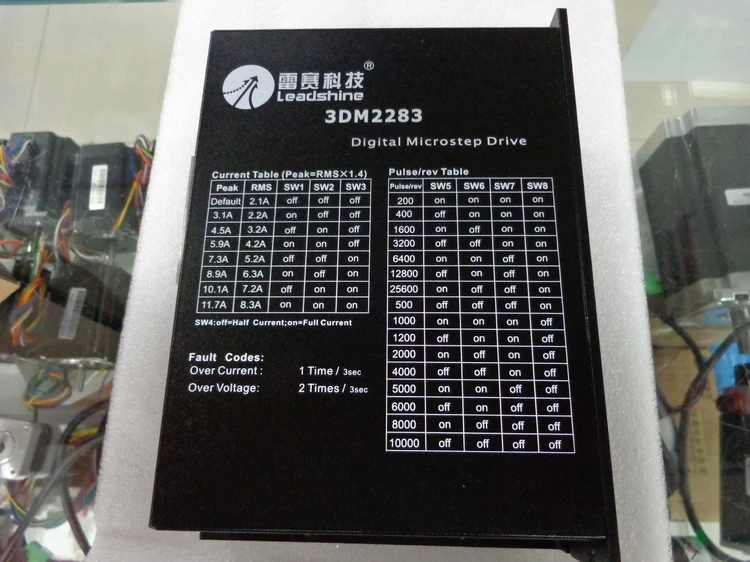 雷赛科技®
Leadshine
3DM2283
Digital Microstep Drive
Current Table (Peak=RMS×1.4)
Peak RMS SW1 SW2 SW3
Default 2.1A off off off
3.1A 2.2A on off off
4.5A 3.2A off on off
5.9A 4.2A on on off
7.3A 5.2A off off on
8.9A 6.3A on off on
10.1A 7.2A off on on
11.7A 8.3A on on on
SW4:off=Half Current;on=Full Current
Fault Codes:
Over Current: 1 Time / 3sec
Over Voltage: 2 Times / 3sec
Pulse/rev Table
Pulse/rev SW5 SW6 SW7 SW8
200 on on on on
400 off on on on
1600 on off on on
3200 off off on on
6400 on on off on
12800 off on off on
25600 on off off on
500 off off off on
1000 on on on off
1200 off on on off
2000 on off on off
4000 off off on off
5000 on on off off
6000 off on off off
8000 on off off off
10000 off off off off